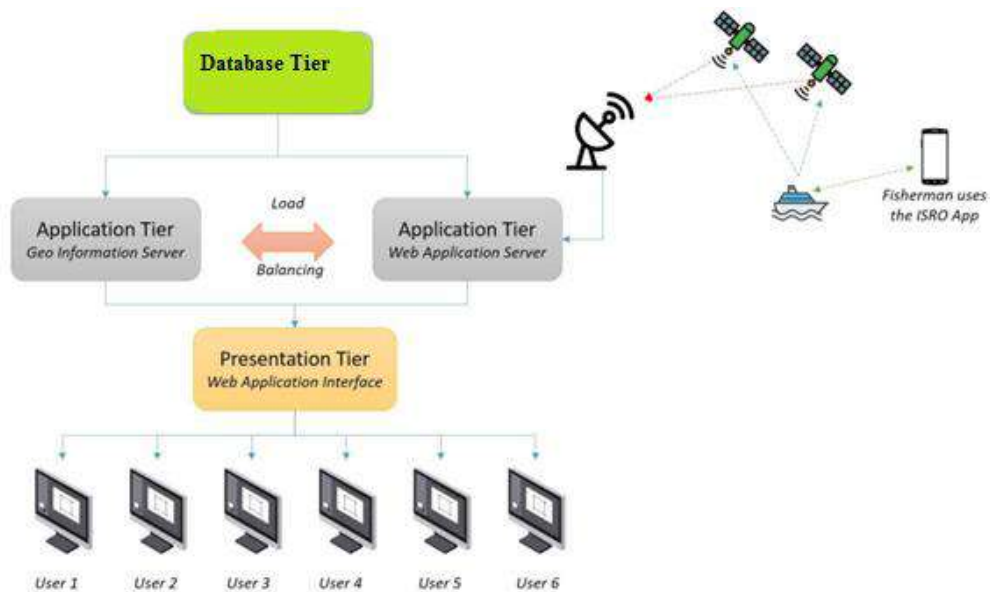 Database Tier
Application Tier
Geo Information Server
Load
Balancing
Application Tier
Web Application Server
Fisherman uses
the ISRO App
Presentation Tier
Web Application Interface
User 1
User 2
User 3
User 4
User 5
User 6